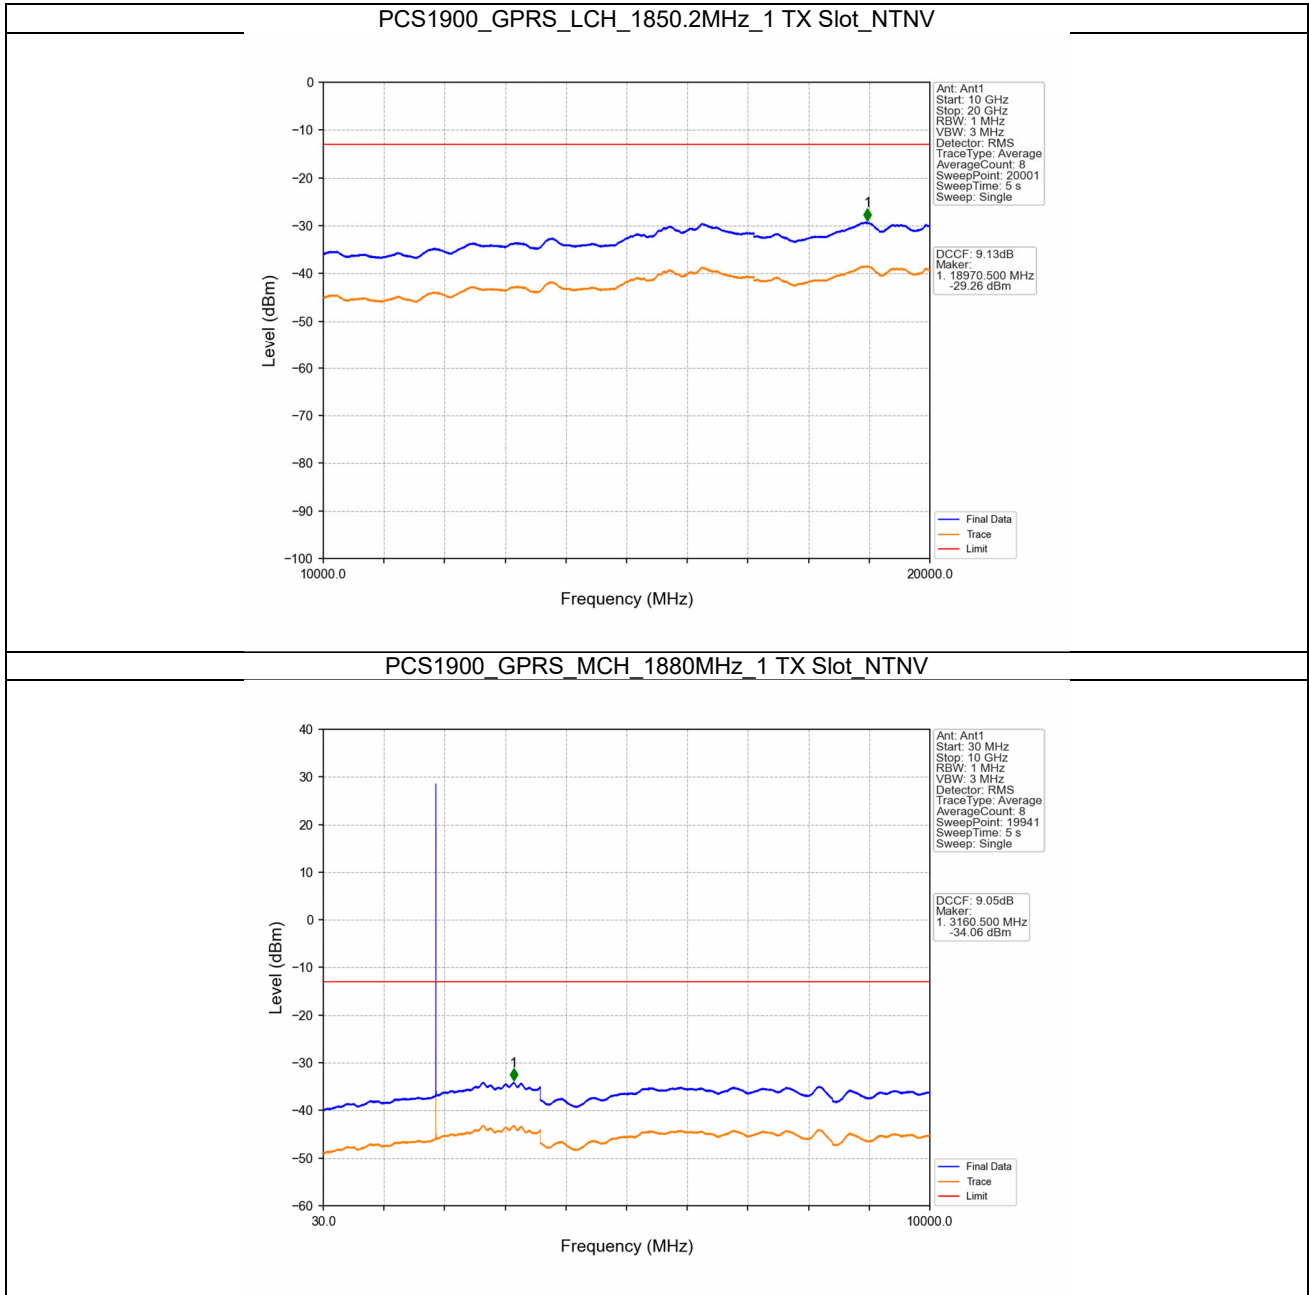 PCS1900_GPRS_LCH_1850.2MHz_1 TX Slot_NTNV
0
−10
−20
−30
−40
−50
−60
−70
−80
−90
−100
Level (dBm)
10000.0
20000.0
Frequency (MHz)
1
Ant: Ant1
Start: 10 GHz
Stop: 20 GHz
RBW: 1 MHz
VBW: 3 MHz
Detector: RMS
TraceType: Average
AverageCount: 8
SweepPoint: 20001
SweepTime: 5 s
Sweep: Single
DCCF: 9.13dB
Maker:
1. 18970.500 MHz
-29.26 dBm
Final Data
Trace
Limit
PCS1900_GPRS_MCH_1880MHz_1 TX Slot_NTNV
40
30
20
10
0
−10
−20
−30
−40
−50
−60
Level (dBm)
30.0
10000.0
Frequency (MHz)
1
Ant: Ant1
Start: 30 MHz
Stop: 10 GHz
RBW: 1 MHz
VBW: 3 MHz
Detector: RMS
TraceType: Average
AverageCount: 8
SweepPoint: 19941
SweepTime: 5 s
Sweep: Single
DCCF: 9.05dB
Maker:
1. 3160.500 MHz
-34.06 dBm
Final Data
Trace
Limit